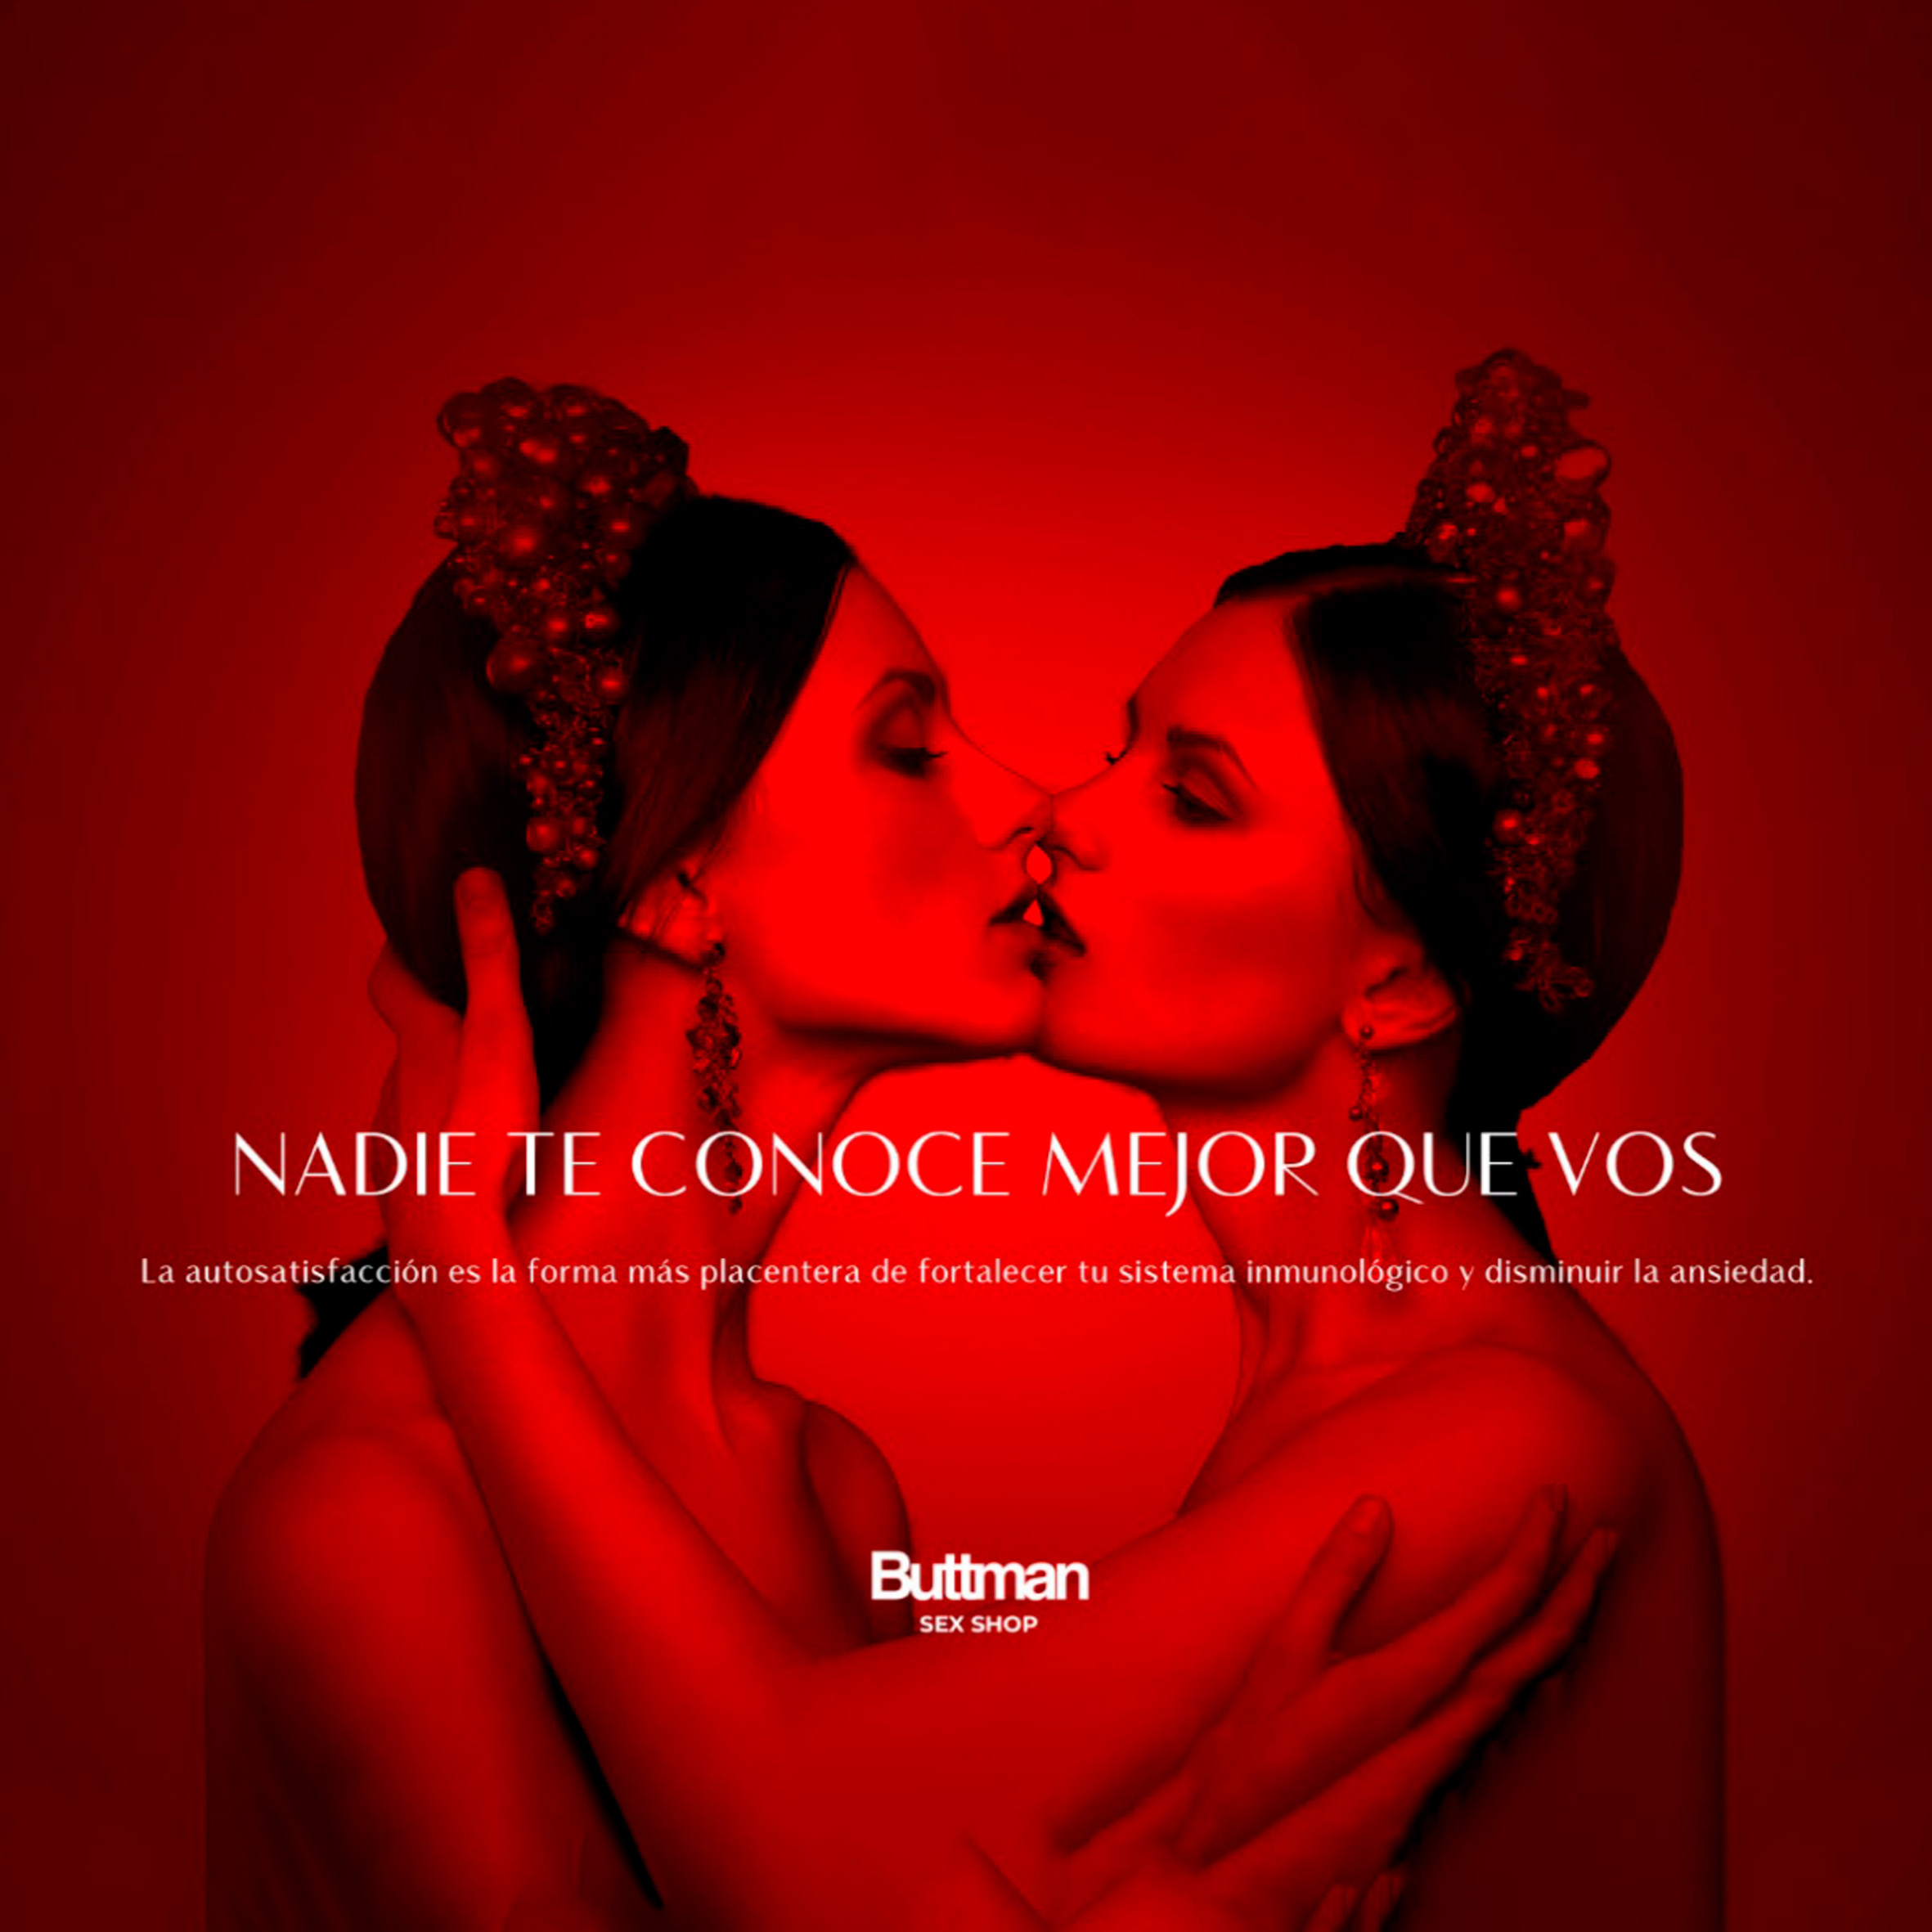 NADIE TE CONOCE MEJOR QUE VOS
La autosatisfacción es la forma más placentera de fortalecer tu sistema inmunológico y disminuir la ansiedad.
Buttman
SEX SHOP